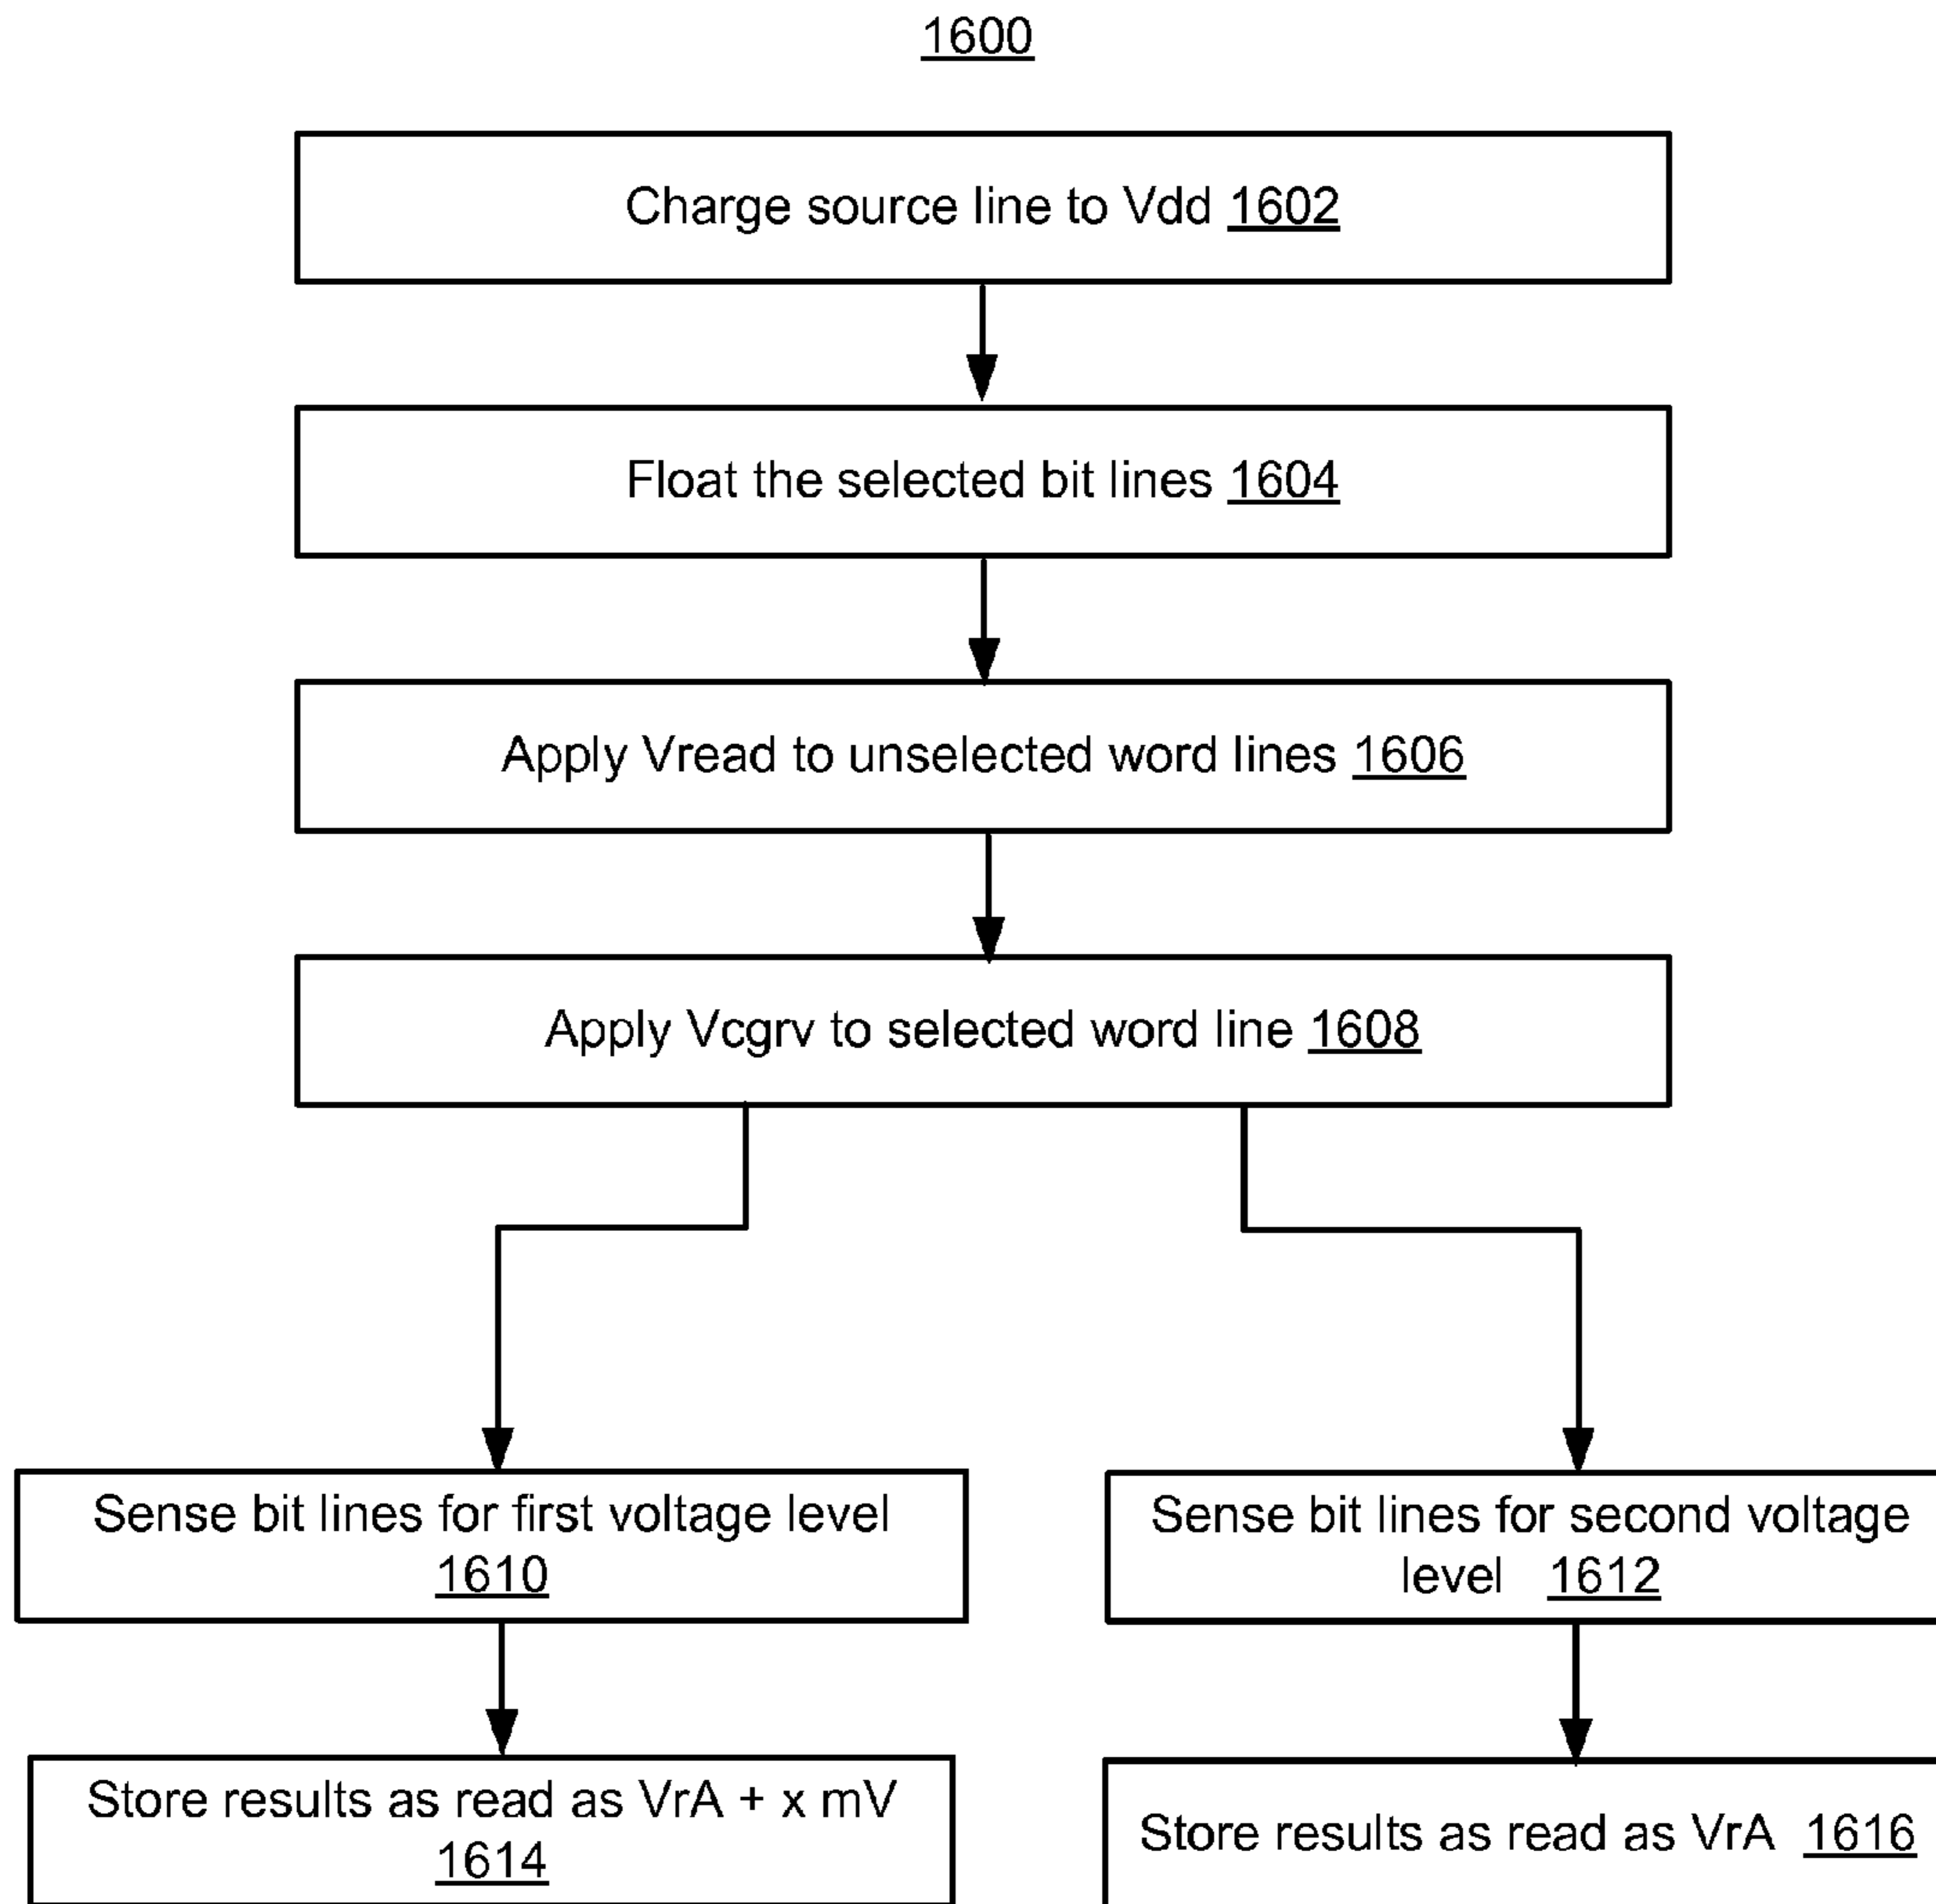 1600
Charge source line to Vdd 1602
Float the selected bit lines 1604
Apply Vread to unselected word lines 1606
Apply Vcgrv to selected word line 1608
Sense bit lines for first voltage level
1610
Sense bit lines for second voltage
level 1612
Store results as read as VrA + x mV
1614
Store results as read as VrA 1616